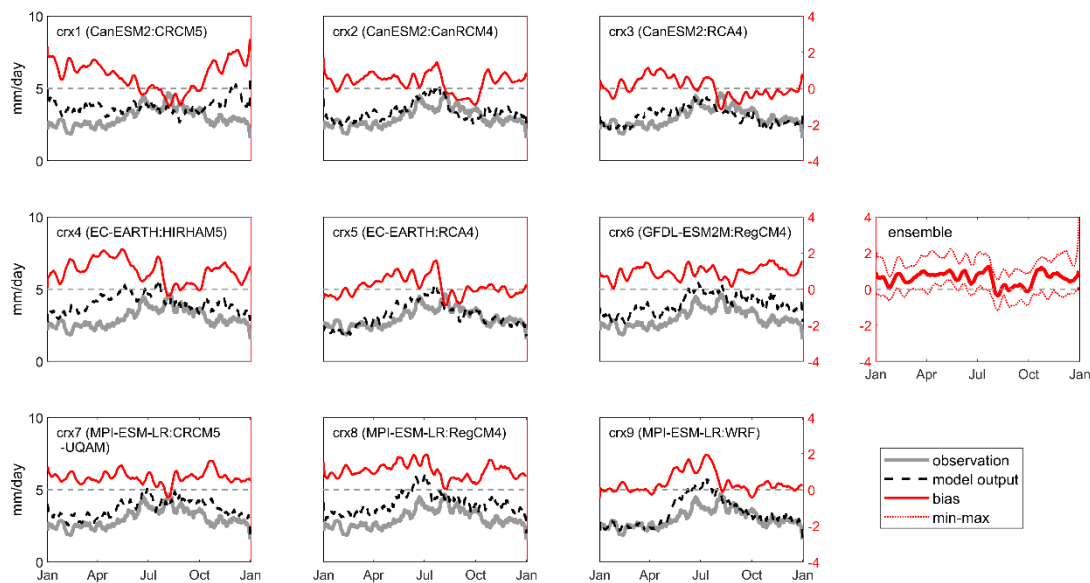 crx1 (CanESM2:CRCM5)
crx2 (CanESM2:CanRCM4)
crx3 (CanESM2:RCA4)
mm/day
10
5
0
4
2
0
-2
-4
crx4 (EC-EARTH:HIRHAM5)
crx5 (EC-EARTH:RCA4)
crx6 (GFDL-ESM2M:RegCM4)
ensemble
mm/day
10
5
0
4
2
0
-2
-4
4
2
0
-2
-4
Jan Apr Jul Oct Jan
crx7 (MPI-ESM-LR:CRCM5
-UQAM)
crx8 (MPI-ESM-LR:RegCM4)
crx9 (MPI-ESM-LR:WRF)
mm/day
10
5
0
4
2
0
-2
-4
Jan Apr Jul Oct Jan
Jan Apr Jul Oct Jan
Jan Apr Jul Oct Jan
observation
model output
bias
min-max